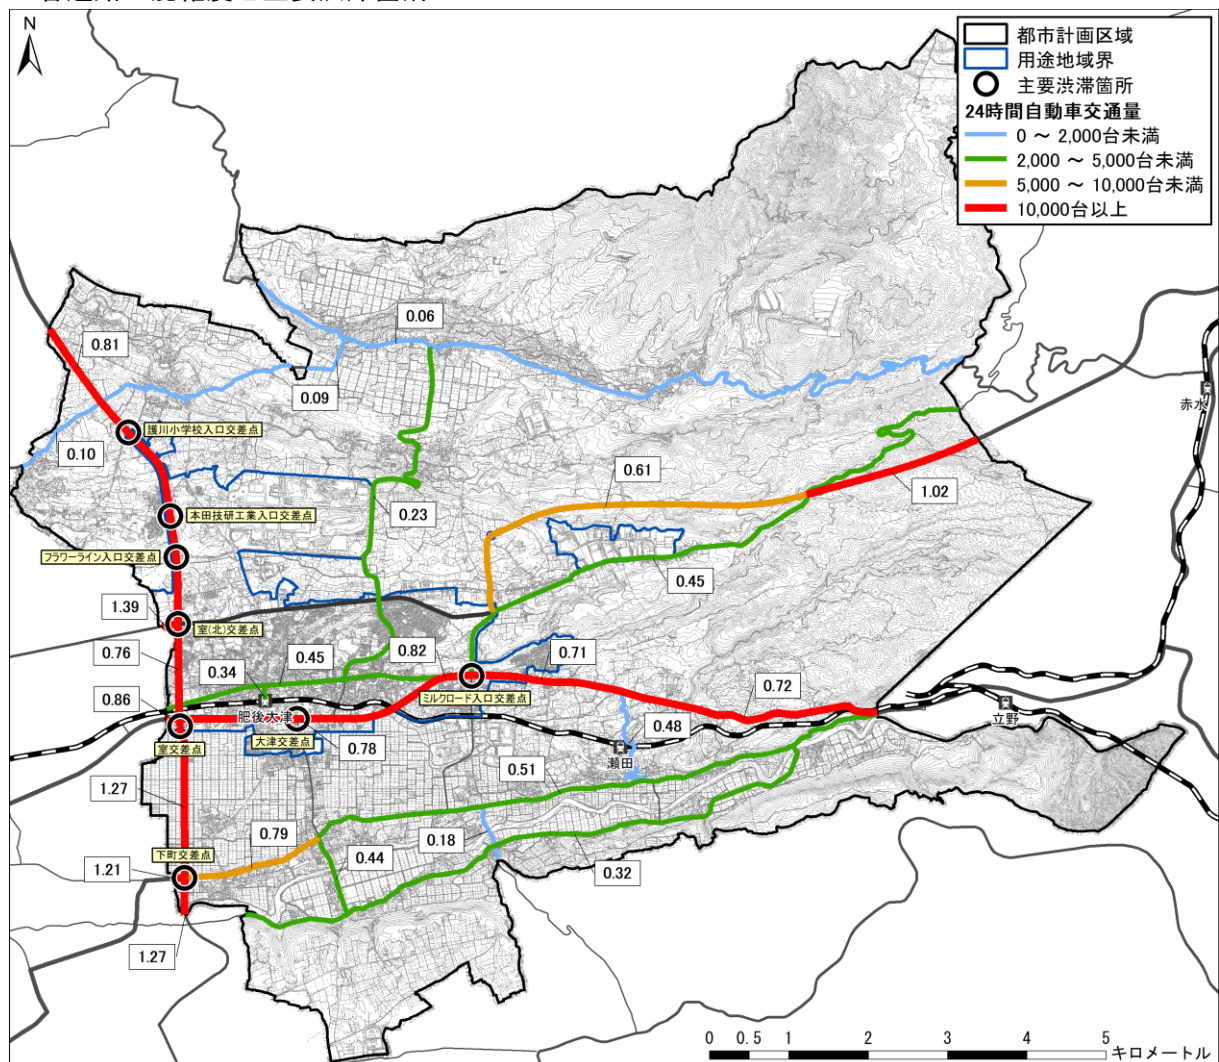 N
都市計画区域
用途地域界
主要渋滞箇所
24時間自動車交通量
0 ～ 2,000台未満
2,000 ～ 5,000台未満
5,000 ～ 10,000台未満
10,000台以上
0.06
0.81
赤水
0.09
護川小学校入口交差点
0.10
0.61
1.02
本田技研工業入口交差点
0.23
フラワーライン入口交差点
0.45
1.39
室(北)交差点
0.76
0.34
0.45
0.82
0.71
ミルクロード入口交差点
0.72
0.86
肥後大津
立野
室交差点
大津交差点
0.78
0.48
瀬田
0.51
1.27
0.79
0.18
下町交差点
0.44
1.21
0.32
1.27
0 0.5 1 2 3 4 5
キロメートル